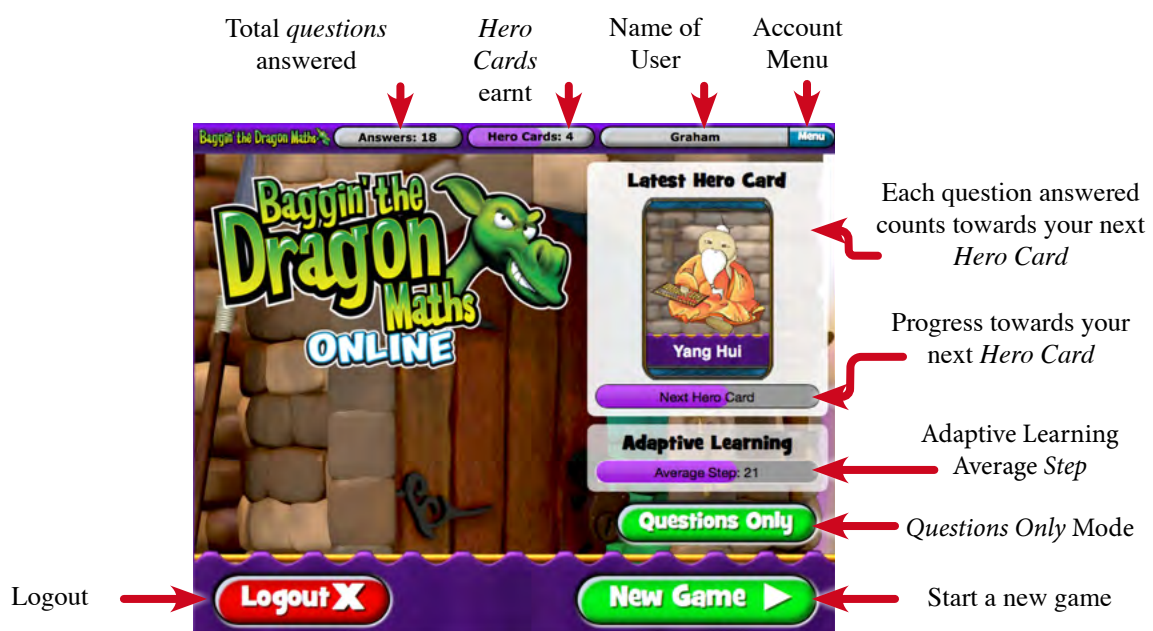 Total questions
answered
Hero
Cards
earnt
Name of
User
Account
Menu
Baggin' the Dragon Maths
Answers: 18
Hero Cards: 4
Graham
Menu
Baggin' the
Dragon
Maths
ONLINE
Latest Hero Card
Yang Hui
Next Hero Card
Adaptive Learning
Average Step: 21
Questions Only
Logout X
New Game
Each question answered
counts towards your next
Hero Card
Progress towards your
next Hero Card
Adaptive Learning
Average Step
Questions Only Mode
Logout
Start a new game